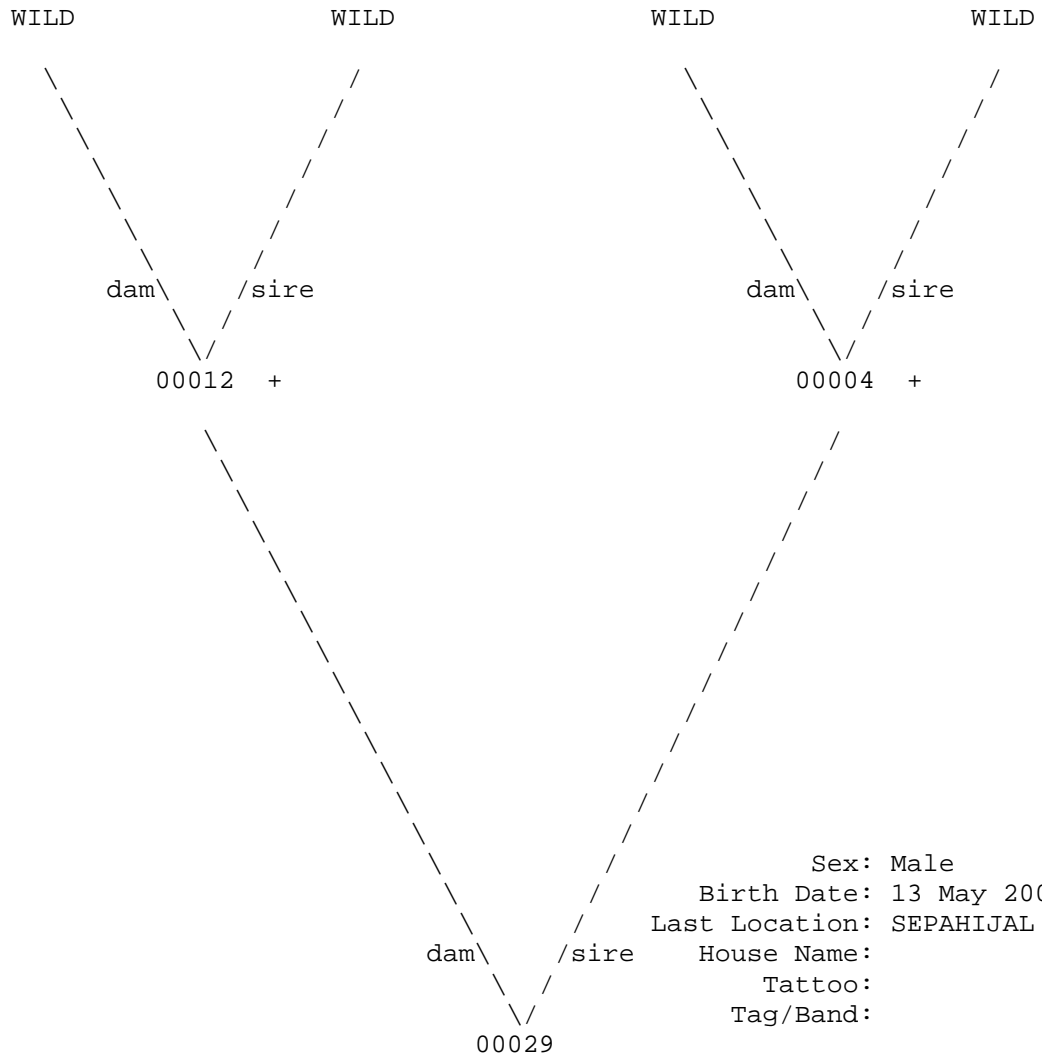 WILD WILD WILD WILD
dam sire dam sire
00012 + 00004 +
Sex: Male
Birth Date: 13 May 200
Last Location: SEPAHIJAL
dam sire House Name:
Tattoo:
Tag/Band:
00029